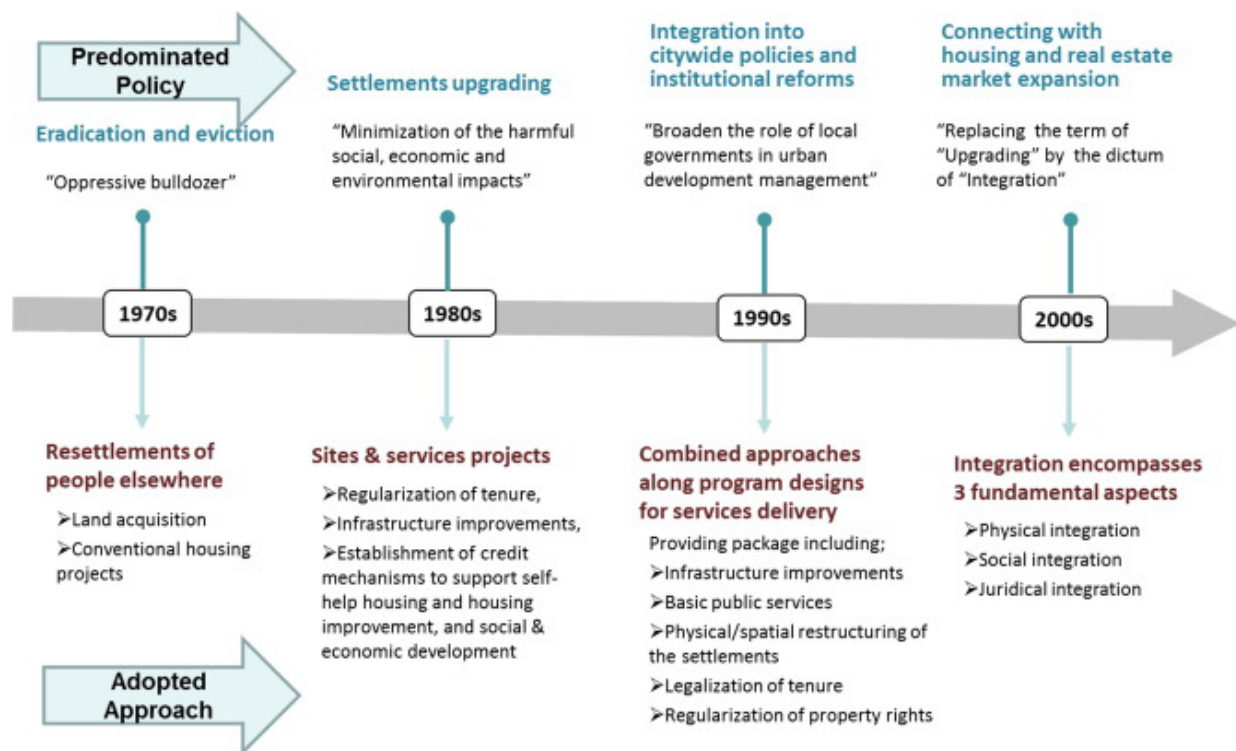 Predominated
Policy
Eradication and eviction
“Oppressive bulldozer”
Settlements upgrading
“Minimization of the harmful
social, economic and
environmental impacts”
Integration into
citywide policies and
institutional reforms
“Broaden the role of local
governments in urban
development management”
Connecting with
housing and real estate
market expansion
“Replacing the term of
“Upgrading” by the dictum
of “Integration”
1970s
1980s
1990s
2000s
Resettlements of
people elsewhere
➢Land acquisition
➢Conventional housing
projects
Sites & services projects
➢Regularization of tenure,
➢Infrastructure improvements,
➢Establishment of credit
mechanisms to support self-
help housing and housing
improvement, and social &
economic development
Combined approaches
along program designs
for services delivery
Providing package including;
➢Infrastructure improvements
➢Basic public services
➢Physical/spatial restructuring of
the settlements
➢Legalization of tenure
➢Regularization of property rights
Integration encompasses
3 fundamental aspects
➢Physical integration
➢Social integration
➢Juridical integration
Adopted
Approach